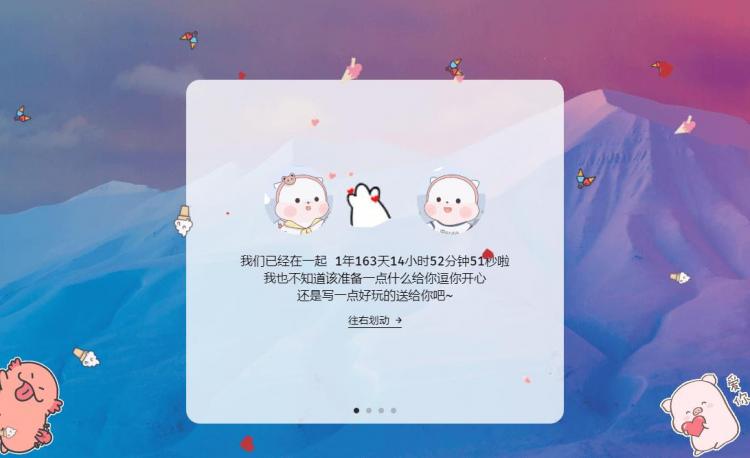 我们已经在一起 1年163天14小时52分钟51秒啦
我也不知道该准备一点什么给你逗你开心
还是写一点好玩的送给你吧~
往右划动 →
爱你